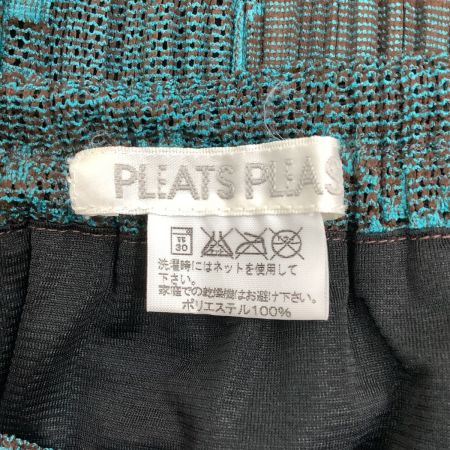 PLEATS PLEAS
弱
30
洗濯時にはネットを使用して
下さい。
家庭での乾燥機はお避け下さい。
ポリエステル100%